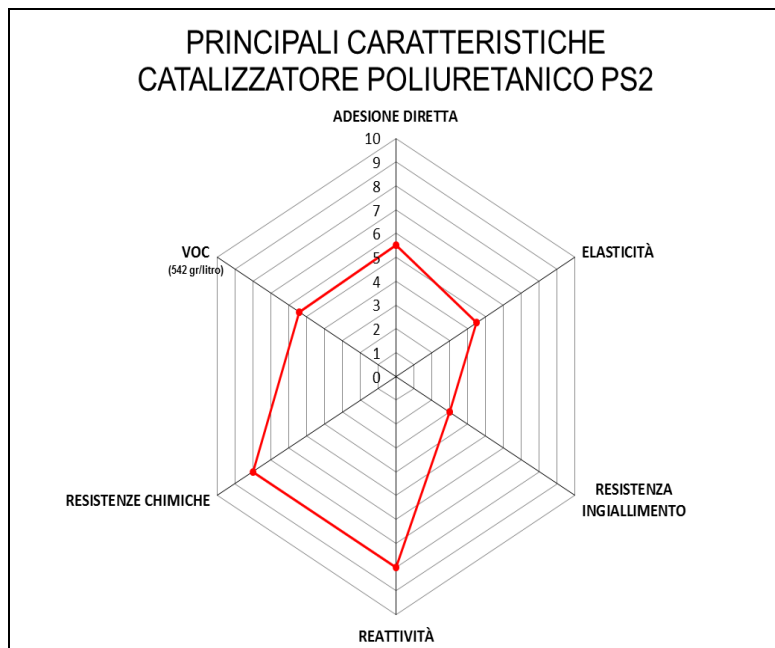 PRINCIPALI CARATTERISTICHE
CATALIZZATORE POLIURETANICO PS2
ADESIONE DIRETTA
10
9
8
7
6
5
4
3
2
1
0
VOC
(542 gr/litro)
ELASTICITÀ
RESISTENZE CHIMICHE
RESISTENZA
INGIALLIMENTO
REATTIVITÀ